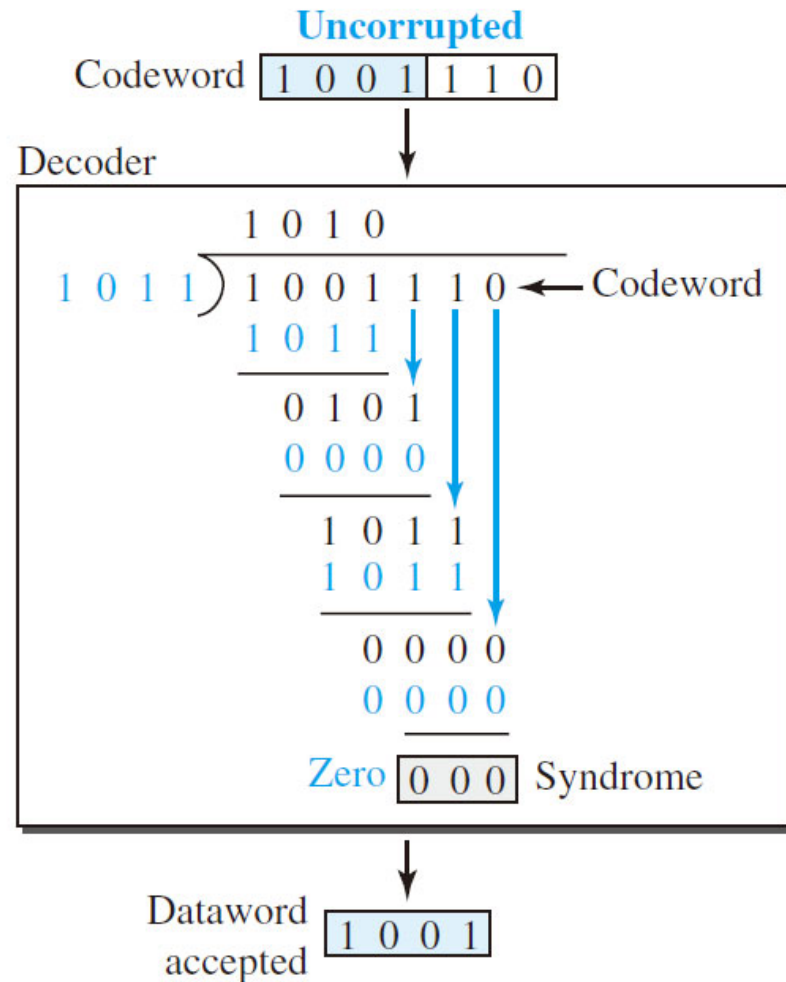 Uncorrupted
Codeword 1 0 0 1 1 1 0
Decoder
1 0 1 0
1 0 1 1 ) 1 0 0 1 1 1 0 Codeword
1 0 1 1
0 1 0 1
0 0 0 0
1 0 1 1
1 0 1 1
0 0 0 0
0 0 0 0
Zero 0 0 0 Syndrome
Dataword
accepted
1 0 0 1